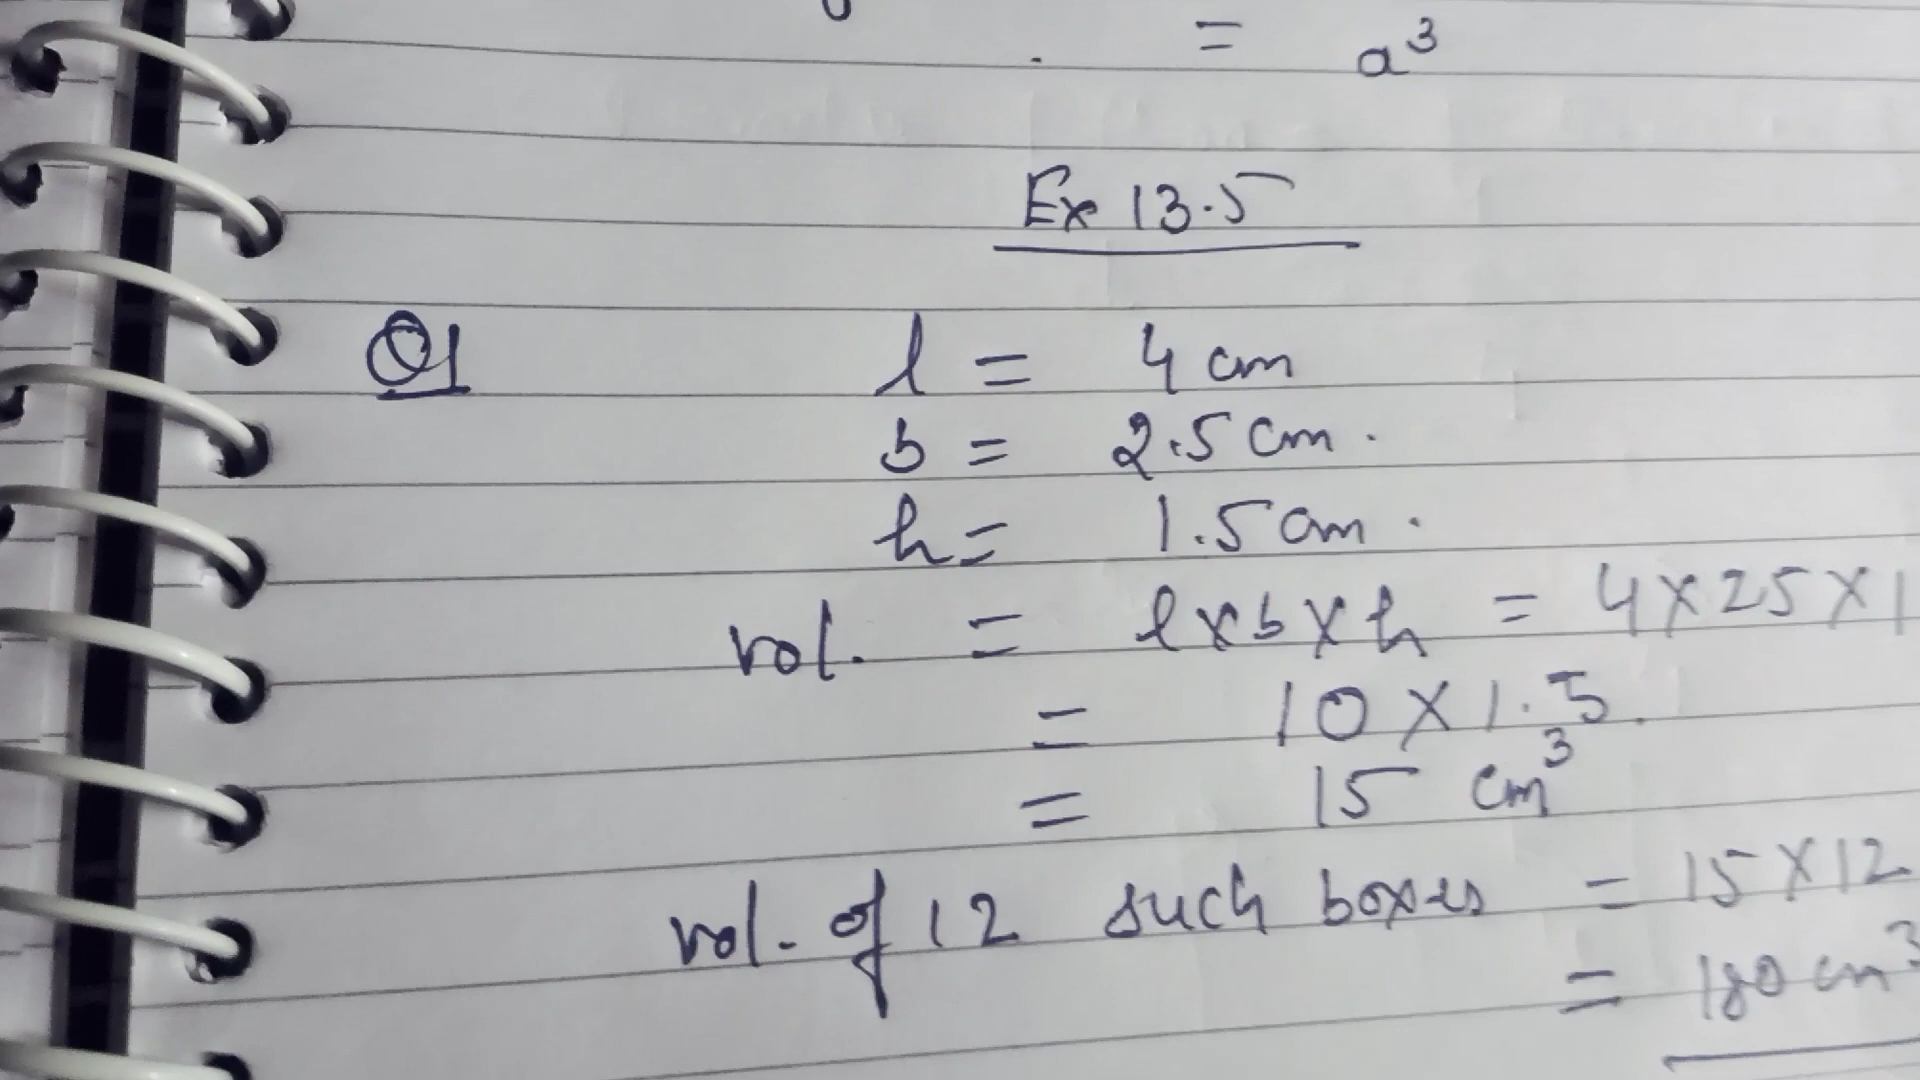 = a³
Ex 13.5
Q1 l = 4 cm
b = 2.5 cm.
h = 1.5 cm.
vol. = l x b x h = 4 x 25 x 1
= 10 x 1.5.
= 15 cm³
vol. of 12 such boxes = 15 x 12
= 180 cm³